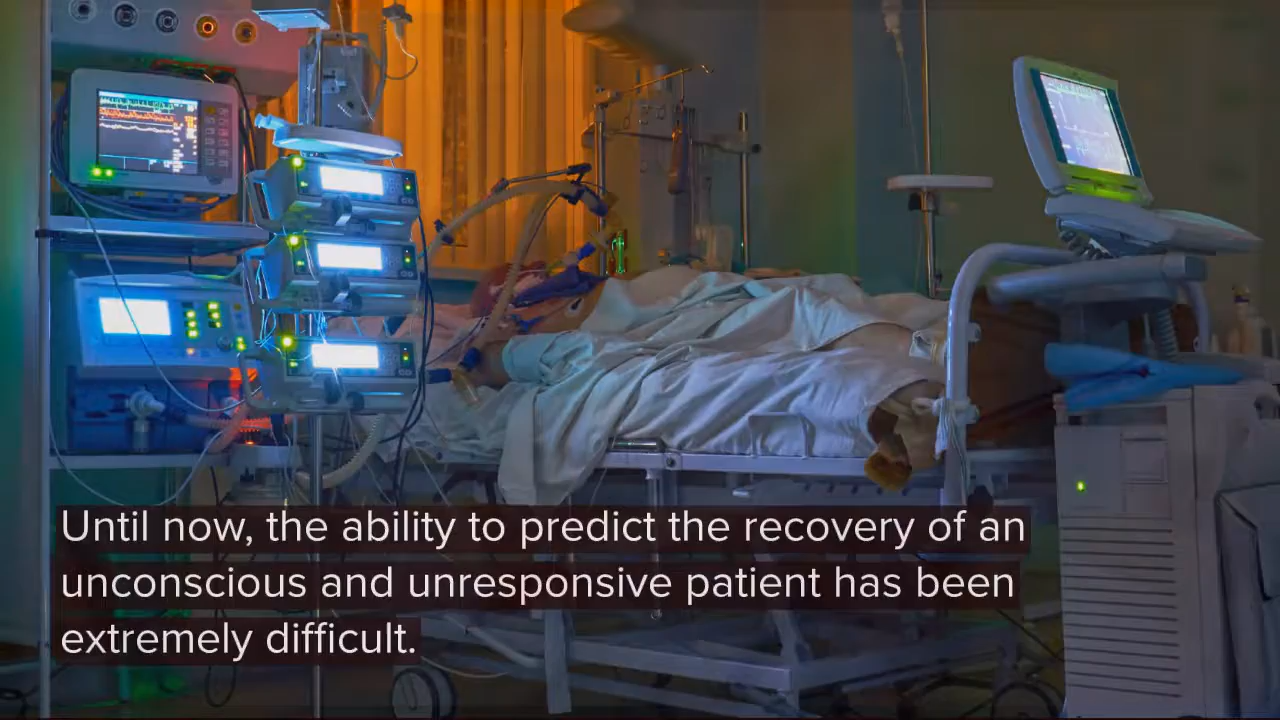 Until now, the ability to predict the recovery of an
unconscious and unresponsive patient has been
extremely difficult.